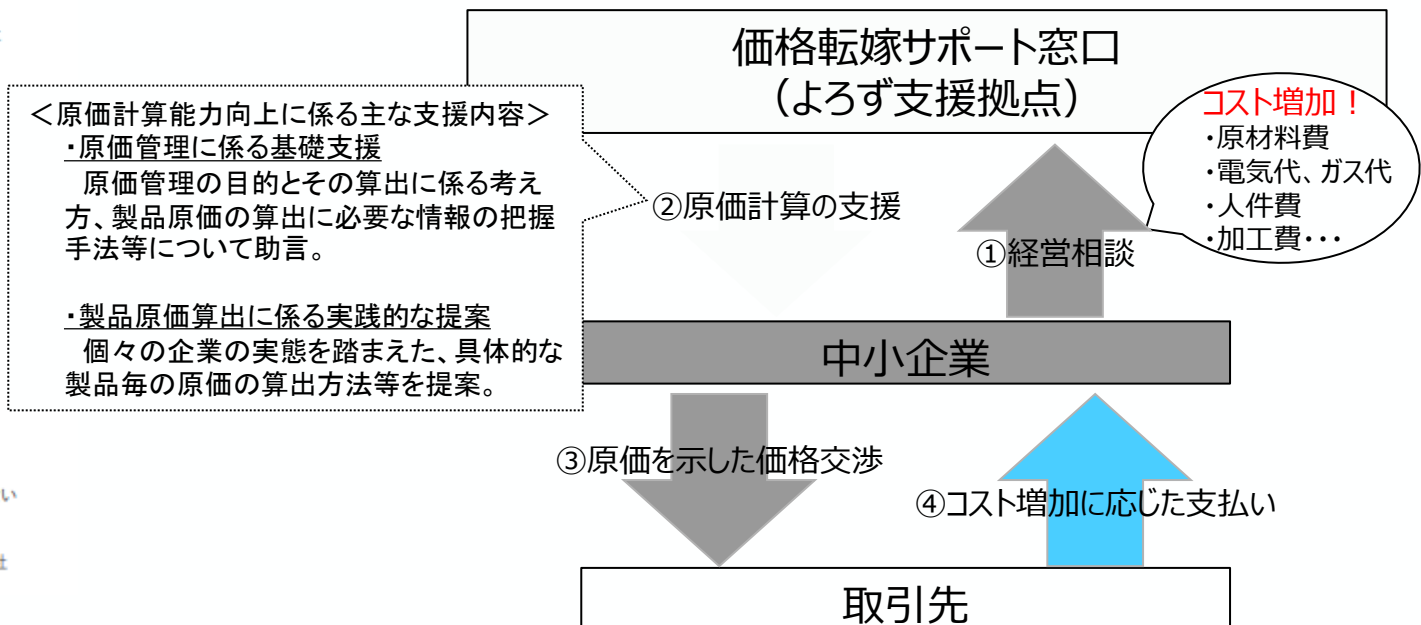 価格転嫁サポート窓口
（よろず支援拠点）
＜原価計算能力向上に係る主な支援内容＞
・原価管理に係る基礎支援
原価管理の目的とその算出に係る考え
方、製品原価の算出に必要な情報の把握
手法等について助言。
・製品原価算出に係る実践的な提案
個々の企業の実態を踏まえた、具体的な
製品毎の原価の算出方法等を提案。
コスト増加！
・原材料費
・電気代、ガス代
・人件費
・加工費・・・
②原価計算の支援
①経営相談
中小企業
③原価を示した価格交渉
④コスト増加に応じた支払い
い
取引先